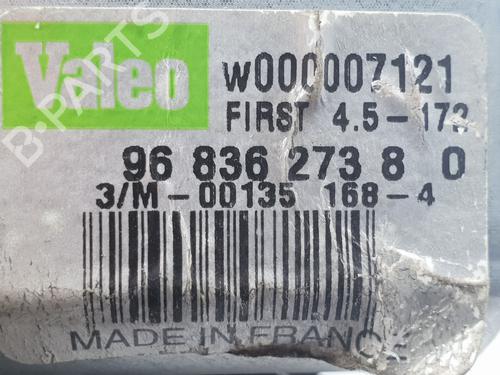 Valeo
W000007121
FIRST 4.5-172
96 836 273 8 0
3/M-00135 168-4
MADE IN FRANCE
B-PARTS